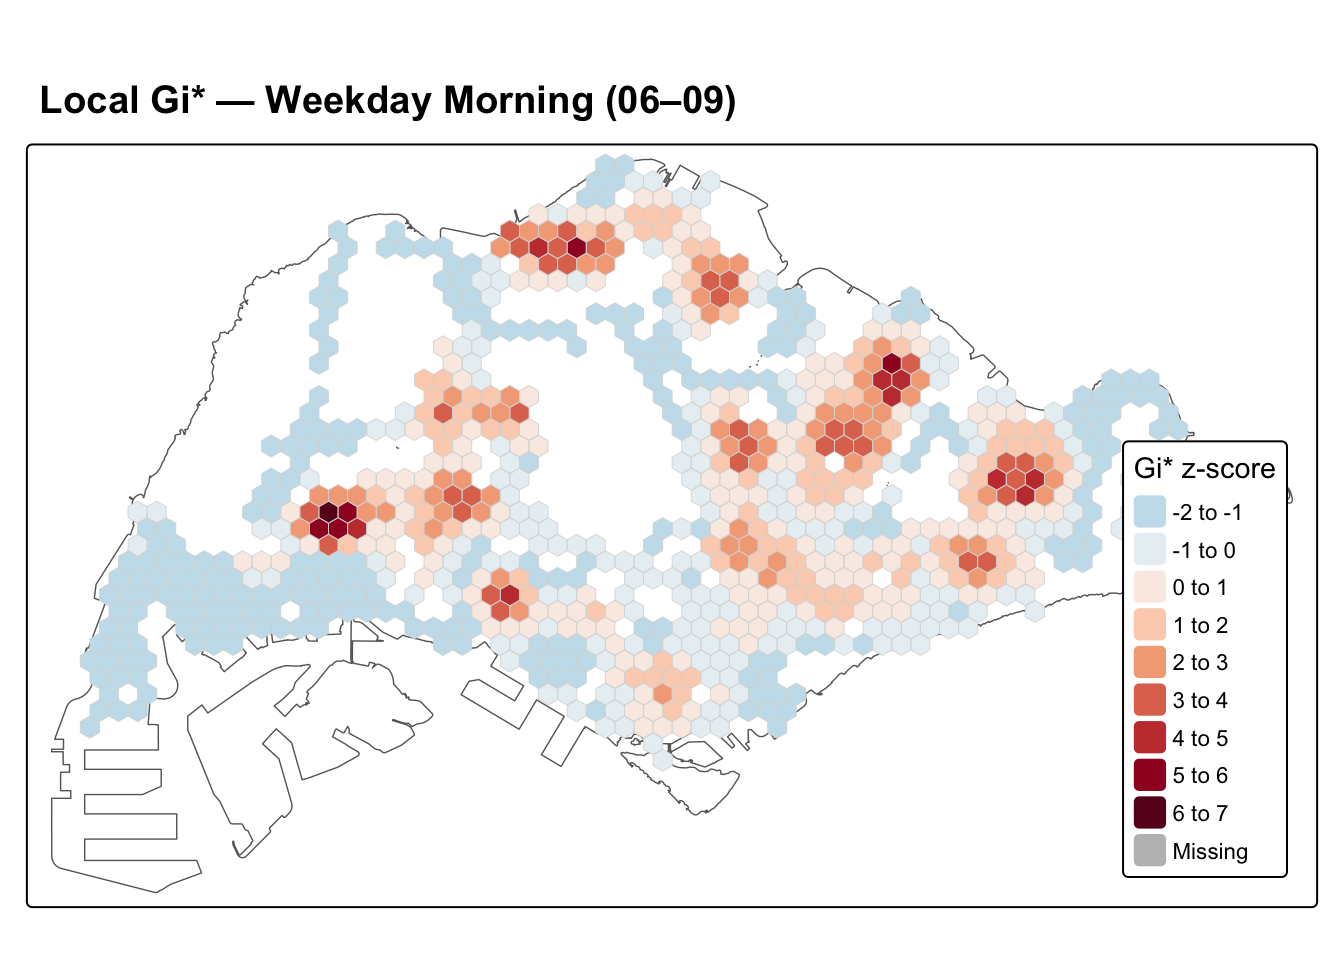 Local Gi* — Weekday Morning (06–09)
Gi* z-score
-2 to -1
-1 to 0
0 to 1
1 to 2
2 to 3
3 to 4
4 to 5
5 to 6
6 to 7
Missing